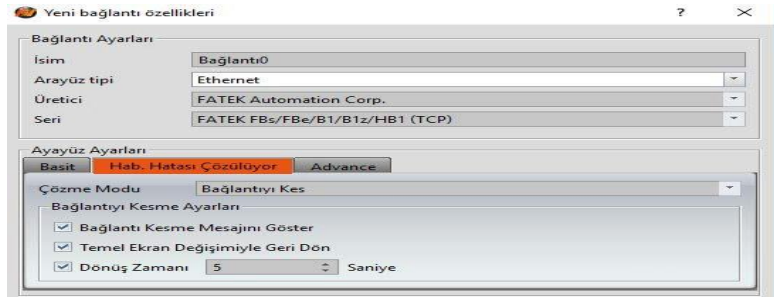 Yeni bağlantı özellikleri ? ×
Bağlantı Ayarları
İsim Bağlantı0
Arayüz tipi Ethernet
Üretici FATEK Automation Corp.
Seri FATEK FBs/FBe/B1/B1z/HB1 (TCP)
Ayayüz Ayarları
Basit Hab. Hatası Çözülüyor Advance
Çözme Modu Bağlantıyı Kes
Bağlantıyı Kesme Ayarları
Bağlantı Kesme Mesajını Göster
Temel Ekran Değişimiyle Geri Dön
Dönüş Zamanı 5 Saniye